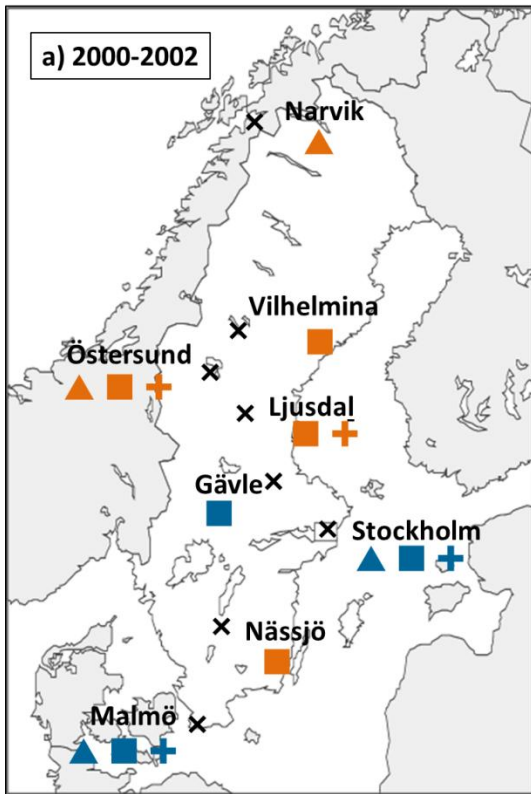 a) 2000-2002
Narvik
Vilhelmina
Östersund
Ljusdal
Gävle
Stockholm
Nässjö
Malmö